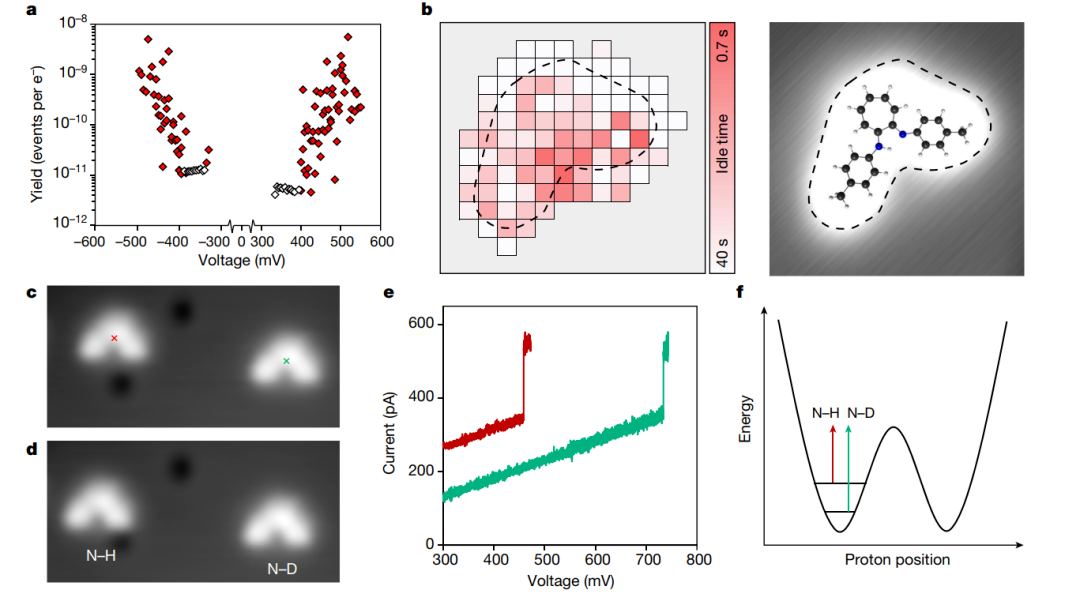 a
10⁻⁸
10⁻⁹
10⁻¹⁰
10⁻¹¹
10⁻¹²
Yield (events per e⁻)
−600 −500 −400 −300 0 300 400 500 600
Voltage (mV)
b
0.7 s
Idle time
40 s
c
d
N–H
N–D
e
600
400
200
0
Current (pA)
300 400 500 600 700 800
Voltage (mV)
f
Energy
N–H N–D
Proton position